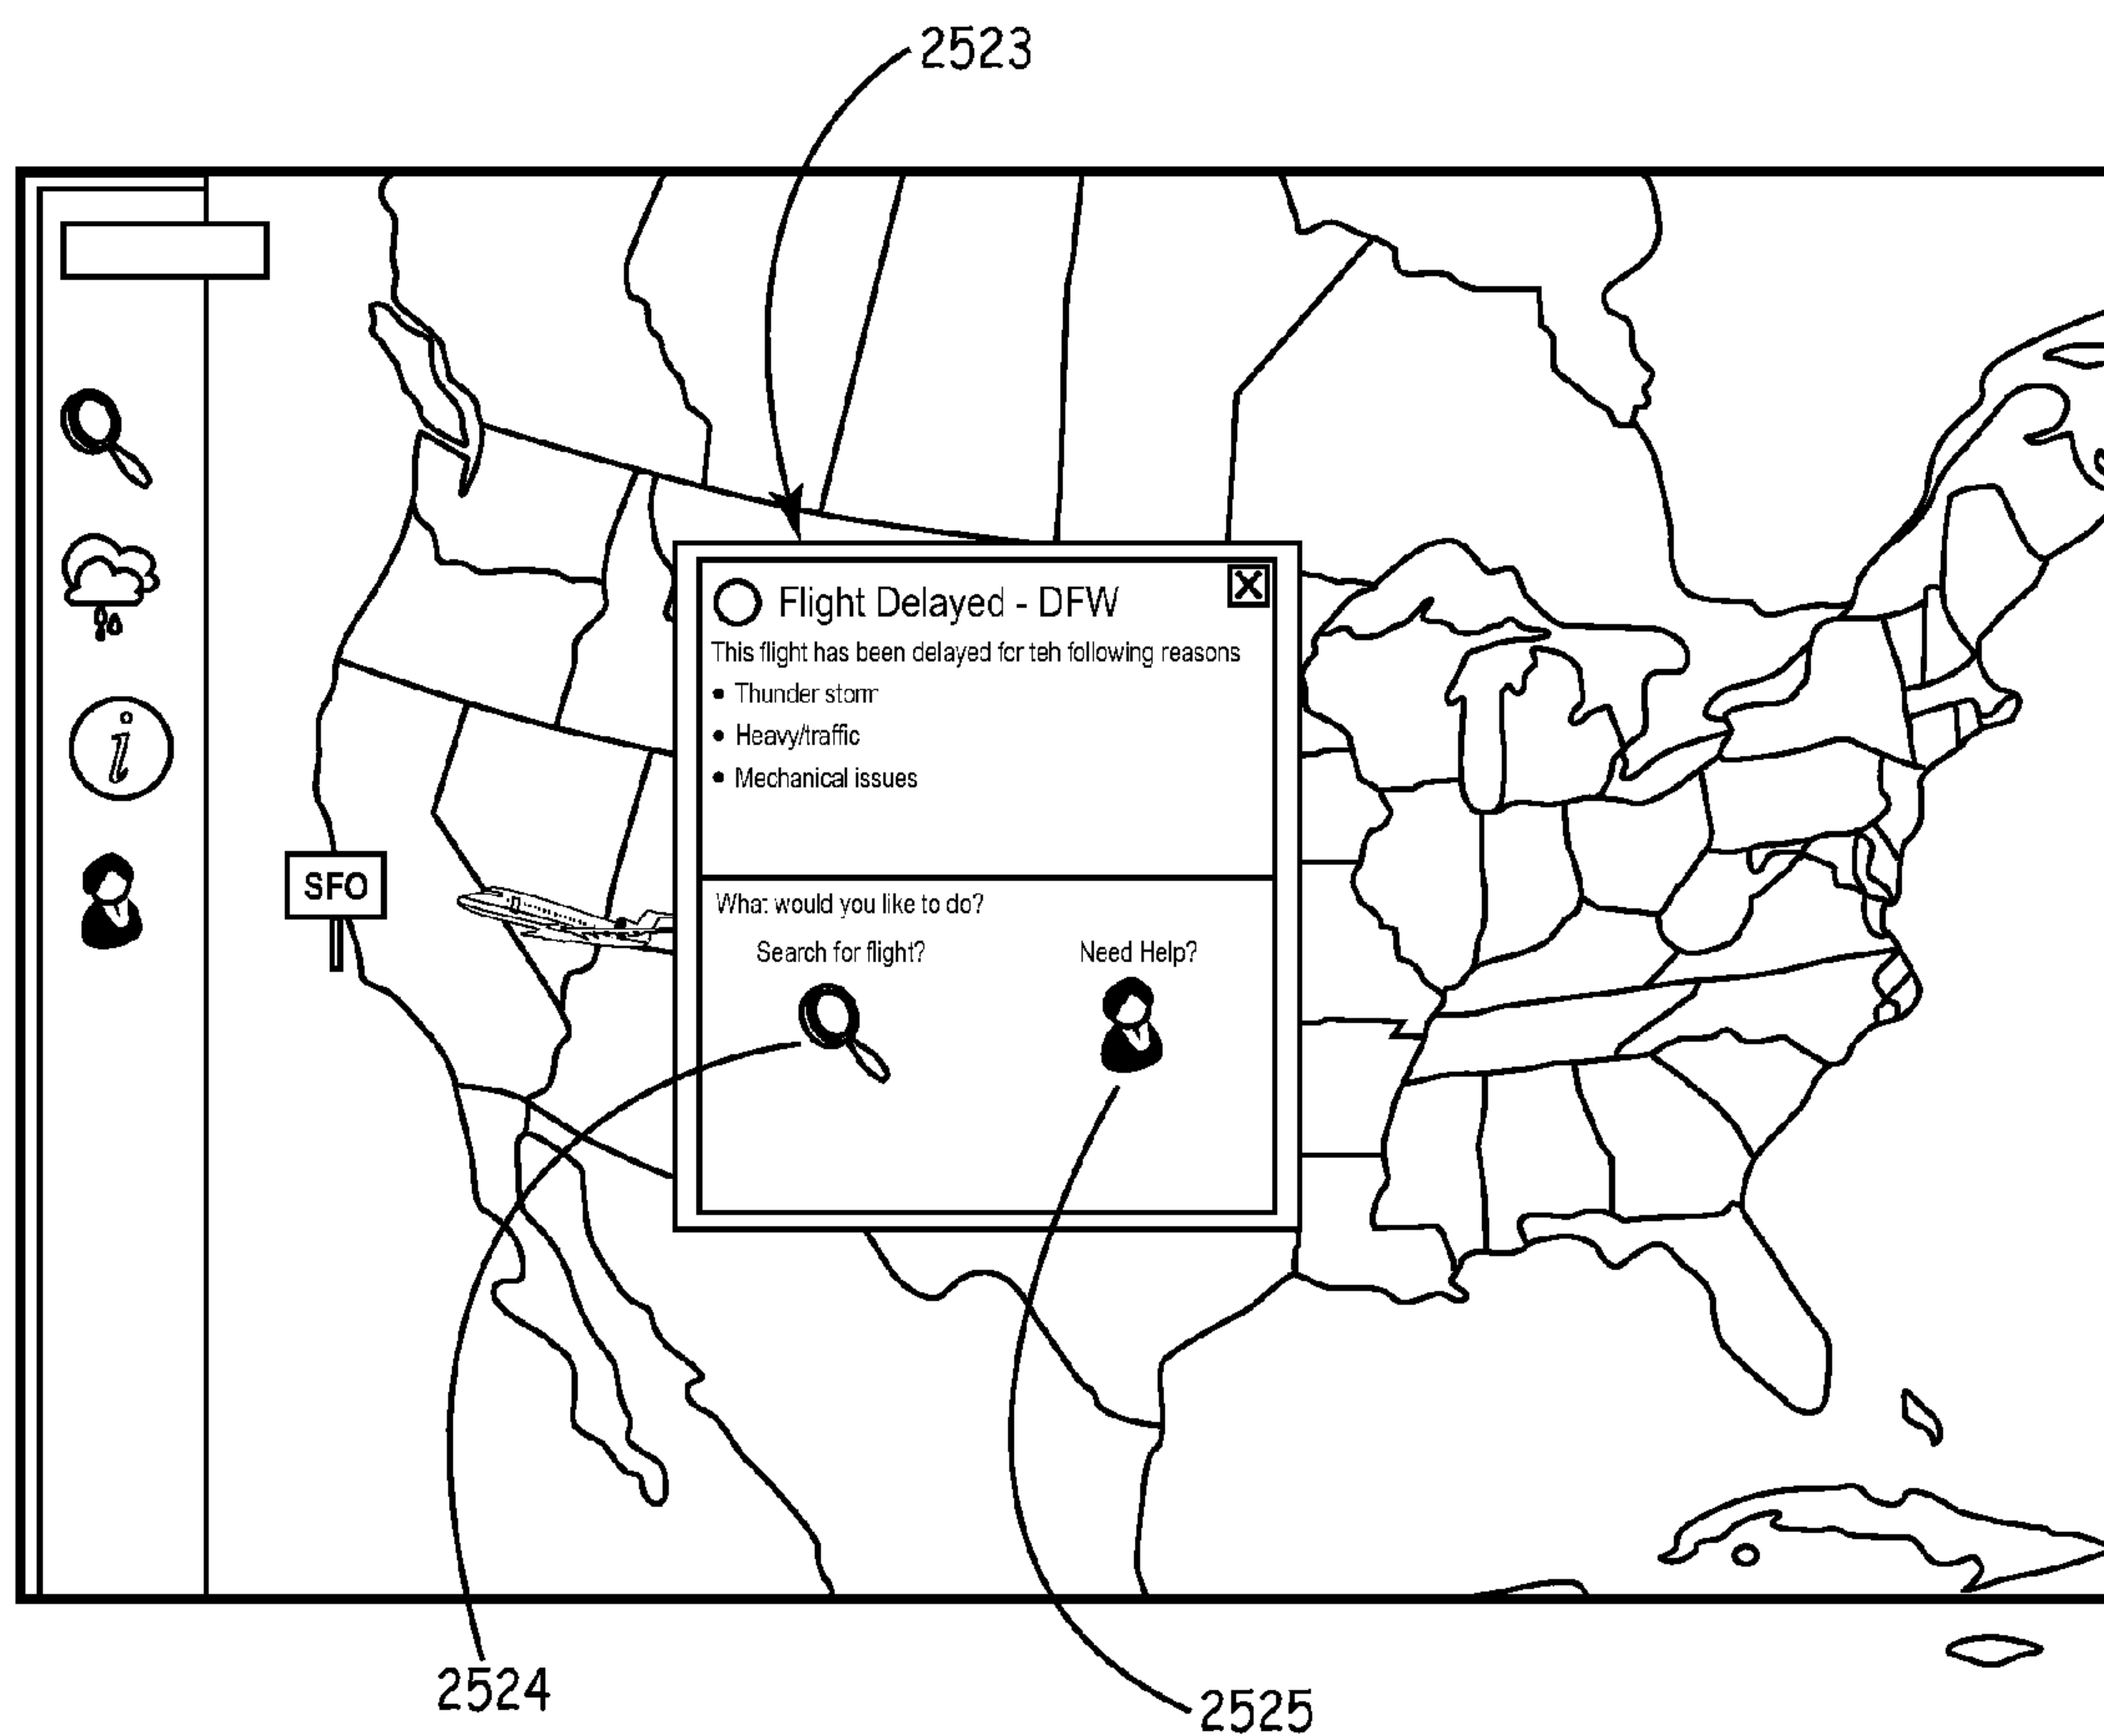 2523
Flight Delayed - DFW
This flight has been delayed for teh following reasons
• Thunder storm
• Heavy/traffic
• Mechanical issues
SFO
What would you like to do?
Search for flight?
Need Help?
2524
2525